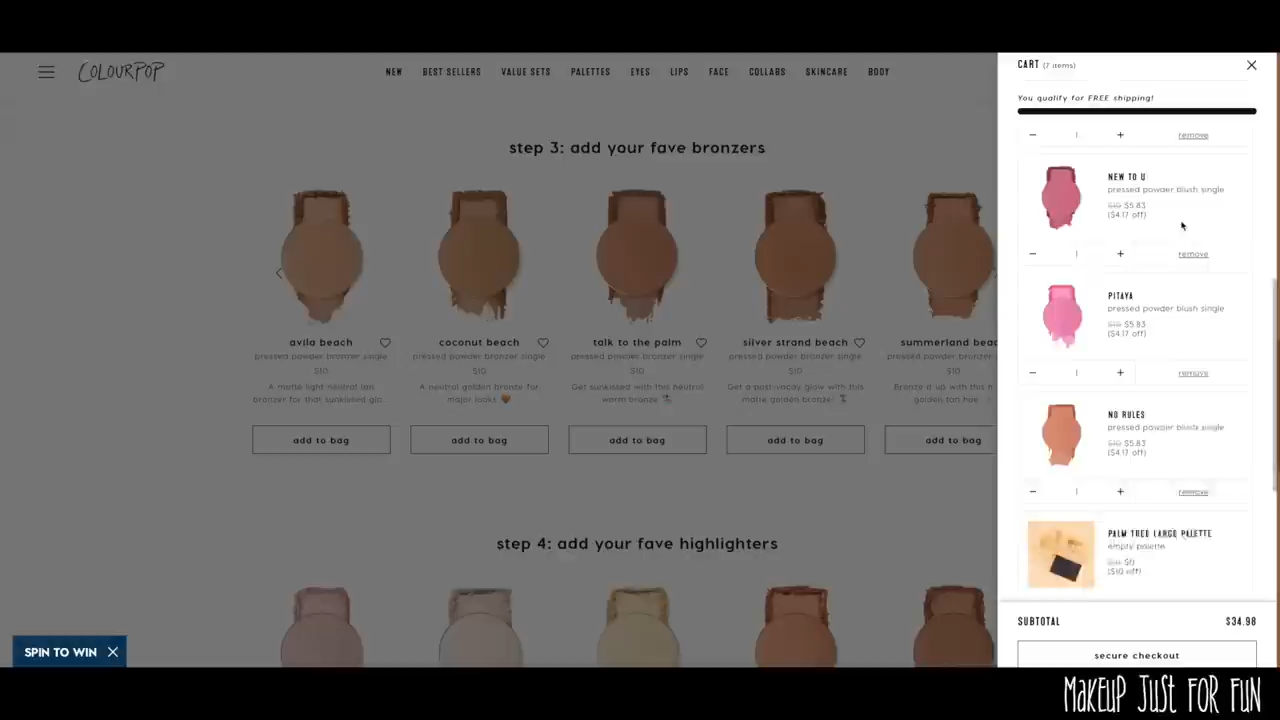 COLOURPOP
NEW BEST SELLERS VALUE SETS PALETTES EYES LIPS FACE COLLABS SKINCARE BODY
step 3: add your fave bronzers
avila beach
pressed powder bronzer single
$10
A matte light neutral tan
bronzer for that sunkissed glo
add to bag
coconut beach
pressed powder bronzer single
$10
A neutral golden bronze for
major looks 🧡
add to bag
talk to the palm
pressed powder bronzer single
$10
Get sunkissed with this neutral
warm bronze 🏝
add to bag
silver strand beach
pressed powder bronzer single
$10
Get a post-vacay glow with this
matte golden bronze!
add to bag
summerland beac
pressed powder bronzer
$10
Bronze it up with this n
golden tan hue
add to bag
step 4: add your fave highlighters
SPIN TO WIN
CART (7 items)
You qualify for FREE shipping!
remove
NEW TO U
pressed powder blush single
$10 $5.83
($4.17 off)
remove
PITAYA
pressed powder blush single
$10 $5.83
($4.17 off)
remove
NO RULES
pressed powder blush single
$10 $5.83
($4.17 off)
remove
PALM TREO LARGE PALETTE
empty palette
$0
SUBTOTAL $34.98
secure checkout
MAKEUP JUST FOR FUN